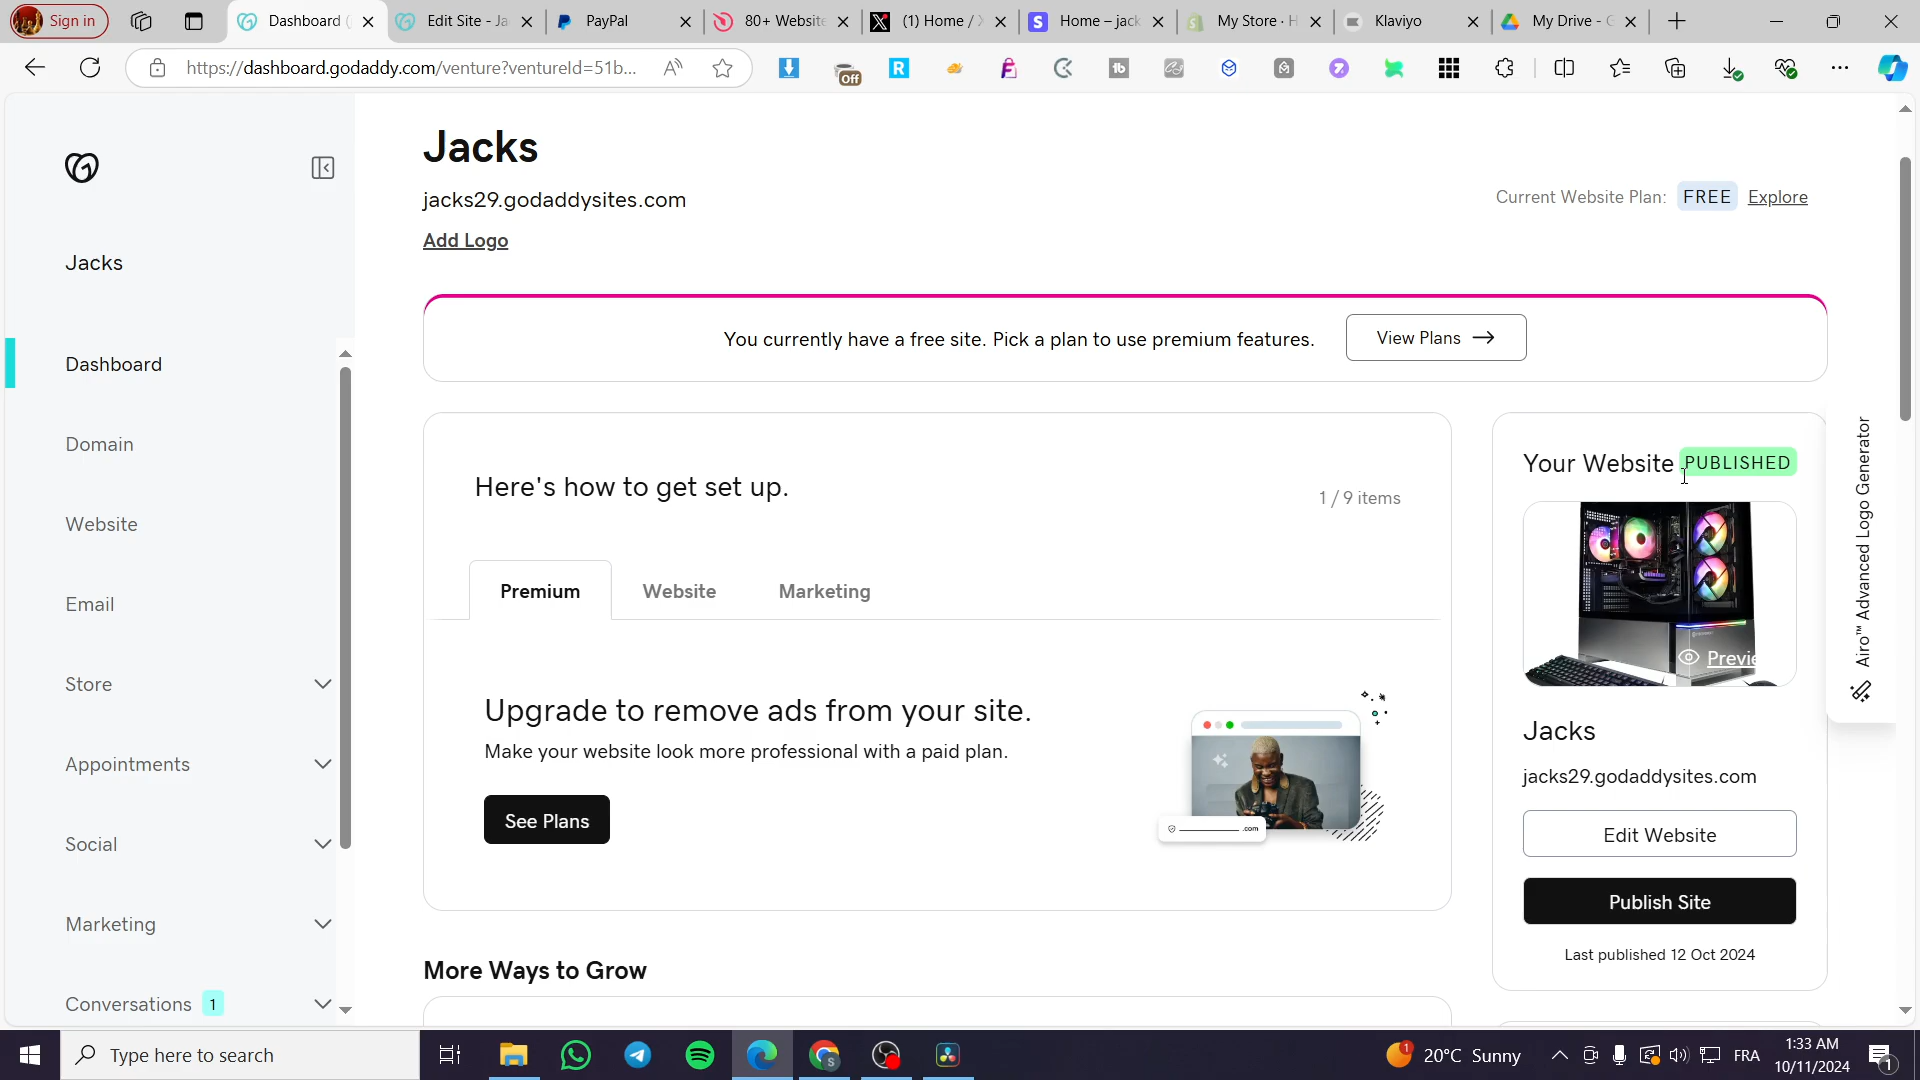 Sign in
Dashboard (
Edit Site - Ja
PayPal
80+ Website
(1) Home / X
Home – jack
My Store · H
Klaviyo
My Drive - G
https://dashboard.godaddy.com/venture?ventureId=51b...
Off
Jacks
Dashboard
Domain
Website
Email
Store
Appointments
Social
Marketing
Conversations 1
Jacks
jacks29.godaddysites.com
Add Logo
Current Website Plan: FREE Explore
You currently have a free site. Pick a plan to use premium features.
View Plans →
Here's how to get set up.
1 / 9 items
Premium
Website
Marketing
Upgrade to remove ads from your site.
Make your website look more professional with a paid plan.
See Plans
.com
More Ways to Grow
Your Website PUBLISHED
Previe
Jacks
jacks29.godaddysites.com
Edit Website
Publish Site
Last published 12 Oct 2024
Airo™ Advanced Logo Generator
Type here to search
1
20°C Sunny
FRA
1:33 AM
10/11/2024
1